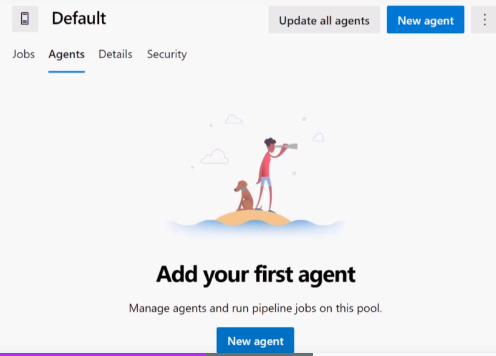 Default
Update all agents
New agent
Jobs Agents Details Security
Add your first agent
Manage agents and run pipeline jobs on this pool.
New agent